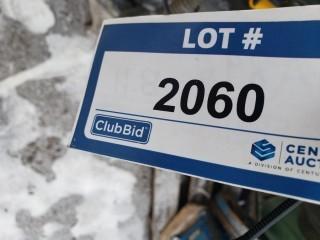 LOT #
2060
ClubBid
CEN
AUCT
A DIVISION OF CENTU